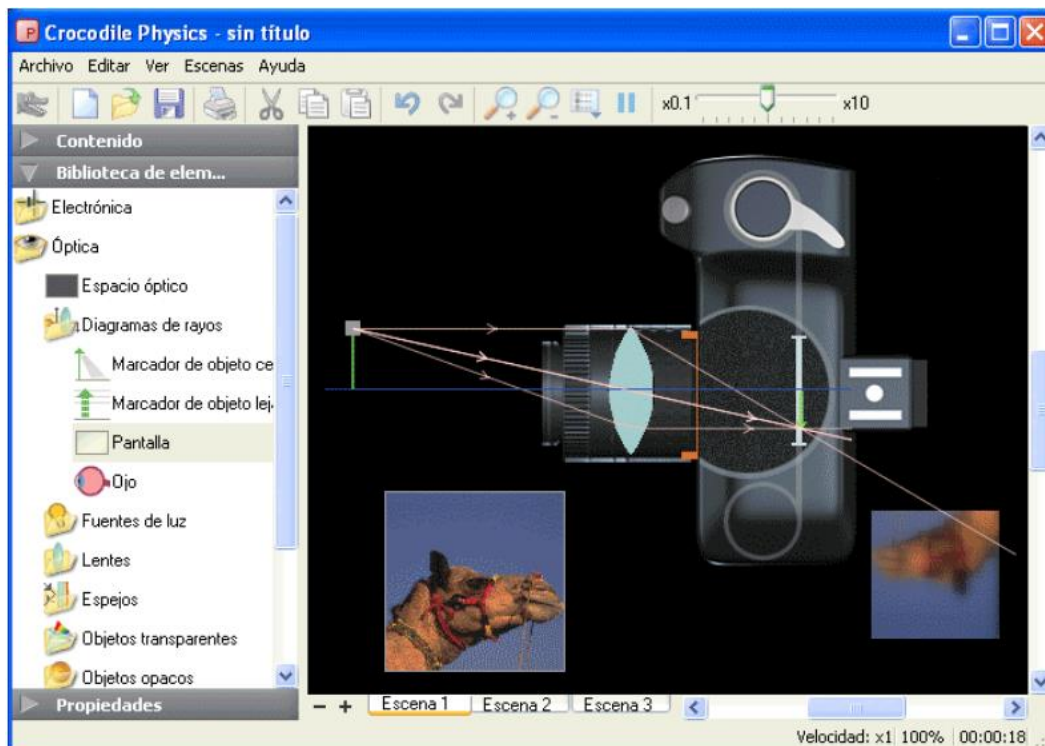 Crocodile Physics - sin título
Archivo Editar Ver Escenas Ayuda
x0.1 x10
Contenido
Biblioteca de elem...
Electrónica
Óptica
Espacio óptico
Diagramas de rayos
Marcador de objeto ce
Marcador de objeto lej
Pantalla
Ojo
Fuentes de luz
Lentes
Espejos
Objetos transparentes
Objetos opacos
Propiedades
Escena 1 Escena 2 Escena 3
Velocidad: x1 100% 00:00:18